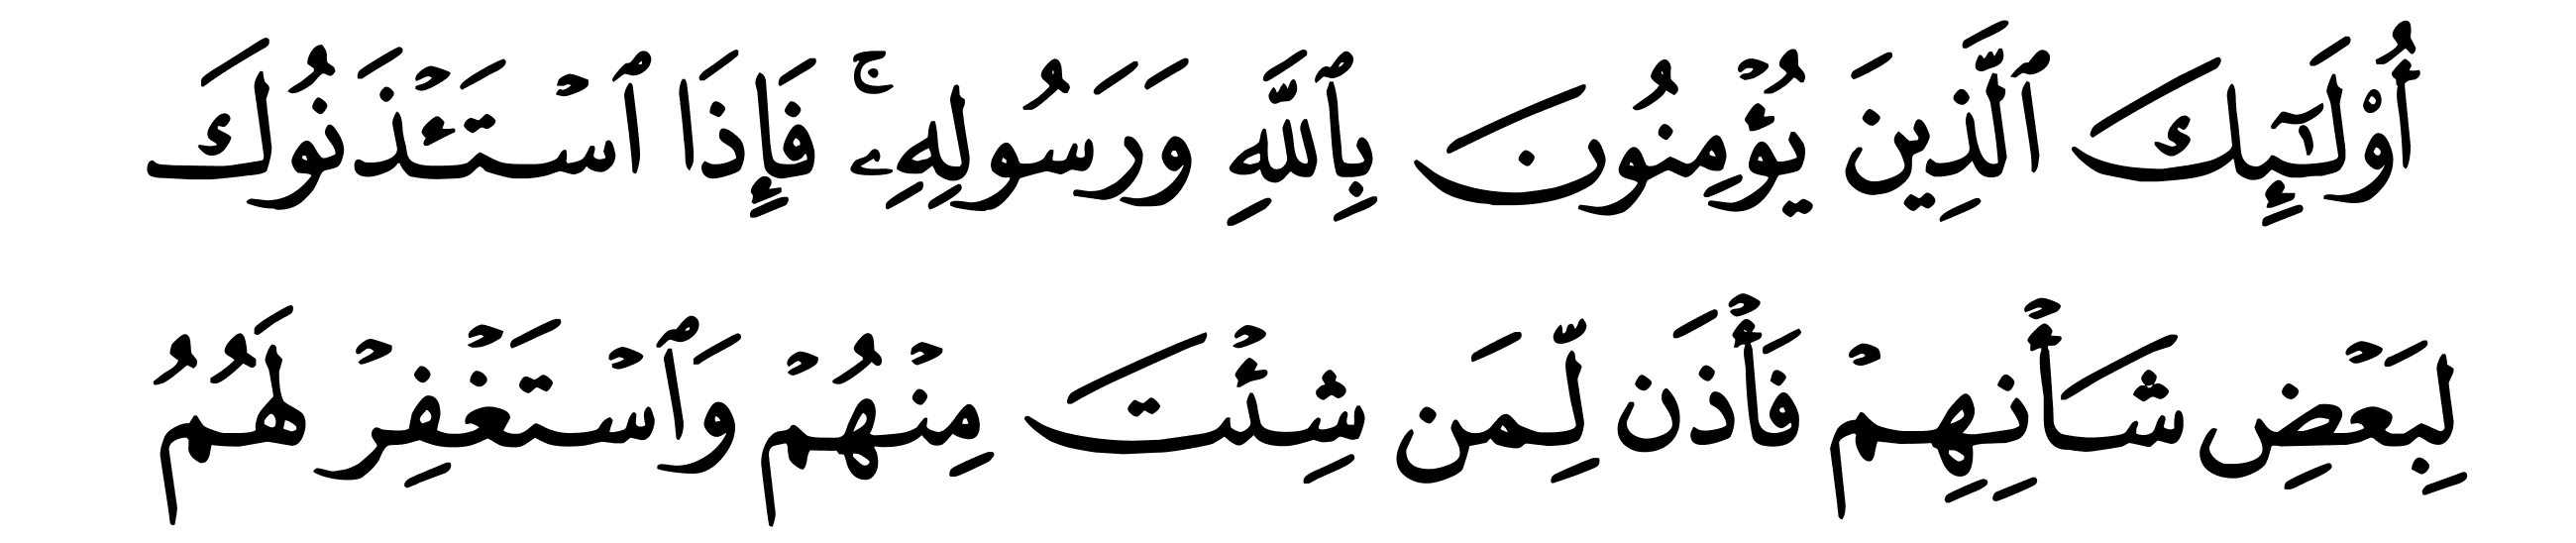 أُوْلَـٰٓئِكَ ٱلَّذِينَ يُؤۡمِنُونَ بِٱللَّهِ وَرَسُولِهِۦۚ فَإِذَا ٱسۡتَـٔۡذَنُوكَ
لِبَعۡضِ شَأۡنِهِمۡ فَأۡذَن لِّمَن شِئۡتَ مِنۡهُمۡ وَٱسۡتَغۡفِرۡ لَهُمُ